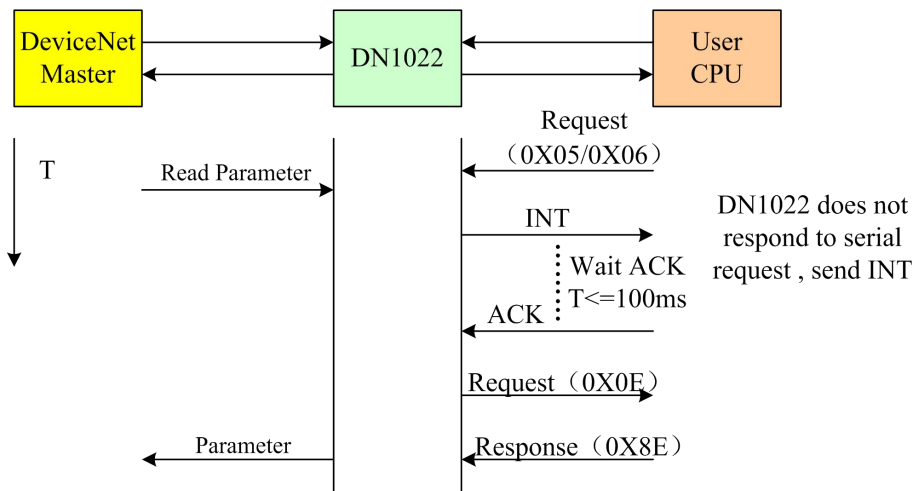 DeviceNet
Master
DN1022
User
CPU
T
Request
（0X05/0X06）
Read Parameter
INT
DN1022 does not
respond to serial
request , send INT
Wait ACK
T<=100ms
ACK
Request（0X0E）
Parameter
Response（0X8E）